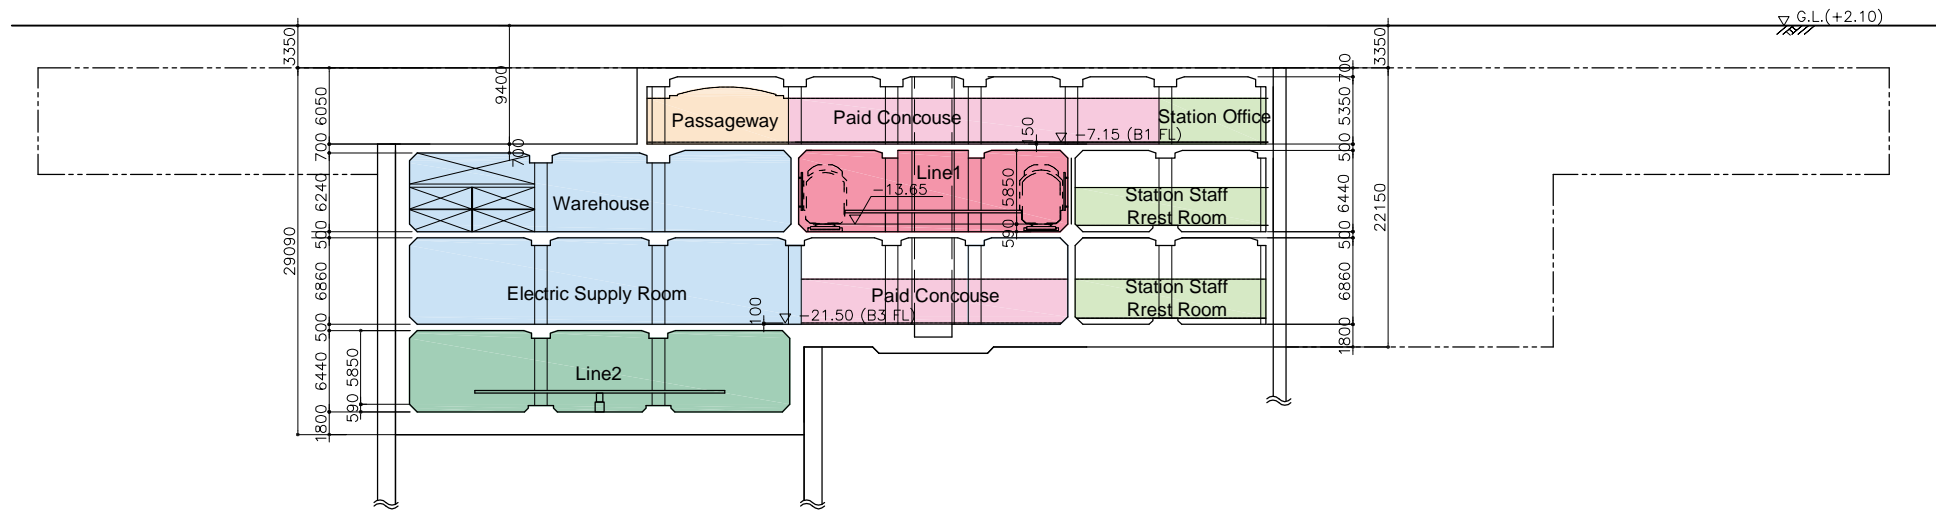 G.L.(+2.10)
3350
9400
3350
700
6050
5350
Passageway
Paid Concouse
Station Office
150
-7.15 (B1 FL)
700
700
500
Line1
-13.65
5850
590
6240
6440
Warehouse
Station Staff
Rrest Room
22150
29090
500
500
6860
6860
Electric Supply Room
Paid Concouse
Station Staff
Rrest Room
100
-21.50 (B3 FL)
500
1800
5850
6440
Line2
590
1800